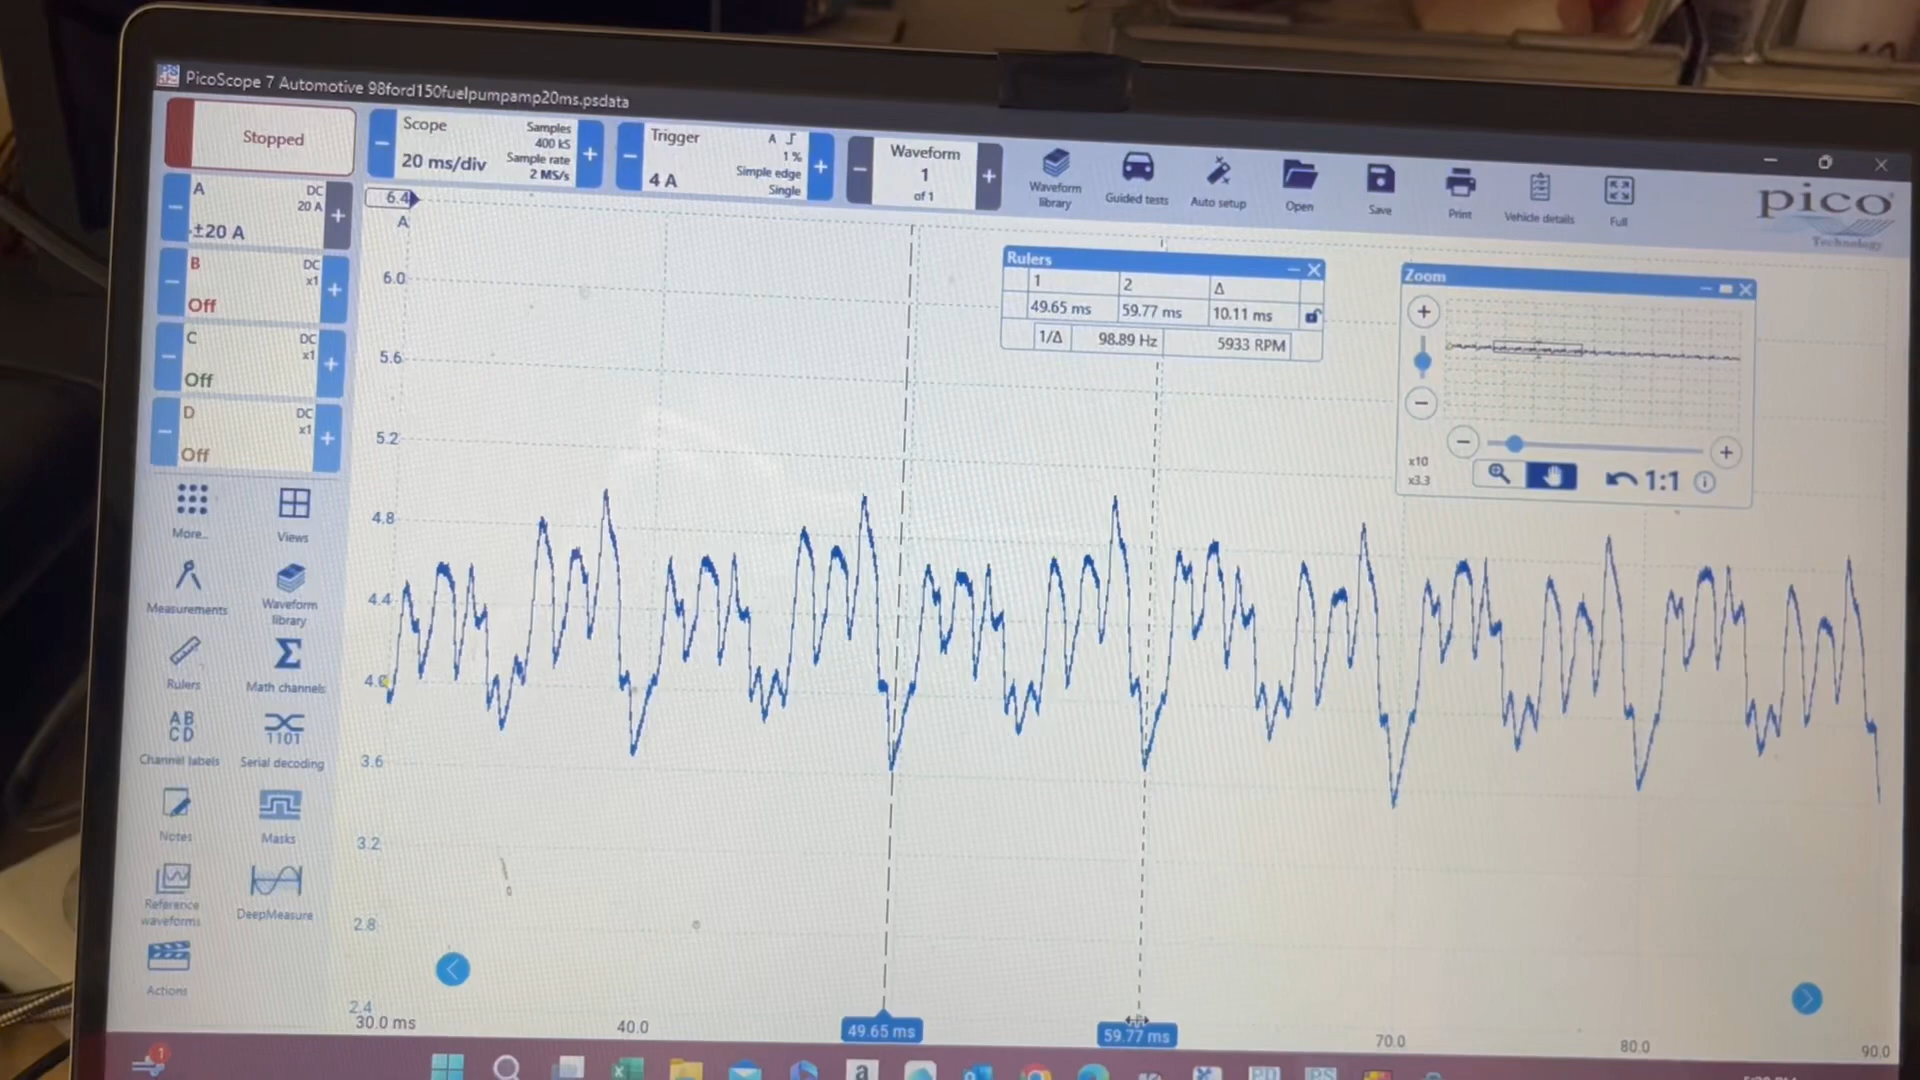 PicoScope 7 Automotive 98ford150fuelpumpamp20ms.psdata
Stopped
Scope
20 ms/div
Samples
400 kS
Sample rate
2 MS/s
Trigger
4 A
A
1 %
Simple edge
Single
Waveform
1
of 1
Waveform
library
Guided tests
Auto setup
Open
Save
Print
Vehicle details
Full
pico
Technology
A
DC
20 A
±20 A
B
DC
x1
Off
C
DC
x1
Off
D
DC
x1
Off
More...
Views
Measurements
Waveform
library
Rulers
Math channels
AB
CD
Channel labels
1101
Serial decoding
Notes
Masks
Reference
waveforms
DeepMeasure
Actions
6.4
A
6.0
5.6
5.2
4.8
4.4
4.0
3.6
3.2
2.8
2.4
Rulers
1 2 Δ
49.65 ms 59.77 ms 10.11 ms
1/Δ 98.89 Hz 5933 RPM
Zoom
x10
x3.3
1:1
30.0 ms
40.0
49.65 ms
59.77 ms
70.0
80.0
90.0
1
a